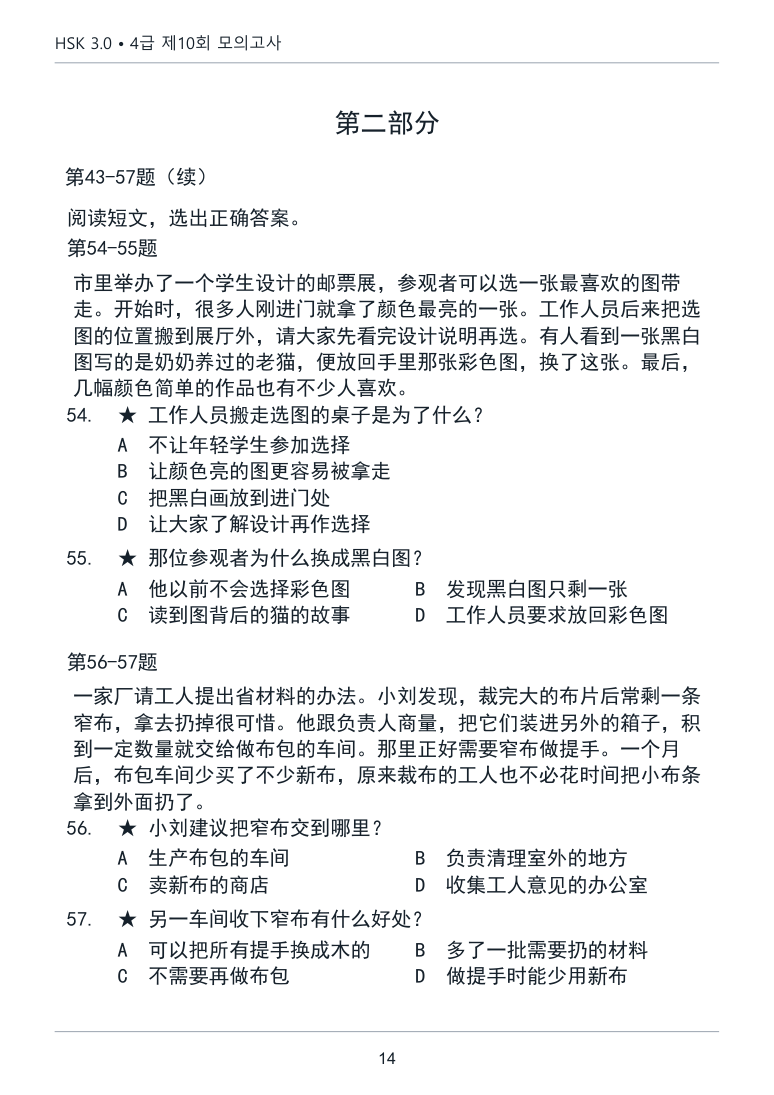 HSK 3.0 • 4급 제10회 모의고사
第二部分
第43-57题（续）
阅读短文，选出正确答案。
第54-55题
市里举办了一个学生设计的邮票展，参观者可以选一张最喜欢的图带
走。开始时，很多人刚进门就拿了颜色最亮的一张。工作人员后来把选
图的位置搬到展厅外，请大家先看完设计说明再选。有人看到一张黑白
图写的是奶奶养过的老猫，便放回手里那张彩色图，换了这张。最后，
几幅颜色简单的作品也有不少人喜欢。
54. ★ 工作人员搬走选图的桌子是为了什么？
A 不让年轻学生参加选择
B 让颜色亮的图更容易被拿走
C 把黑白画放到进门处
D 让大家了解设计再作选择
55. ★ 那位参观者为什么换成黑白图？
A 他以前不会选择彩色图 B 发现黑白图只剩一张
C 读到图背后的猫的故事 D 工作人员要求放回彩色图
第56-57题
一家厂请工人提出省材料的办法。小刘发现，裁完大的布片后常剩一条
窄布，拿去扔掉很可惜。他跟负责人商量，把它们装进另外的箱子，积
到一定数量就交给做布包的车间。那里正好需要窄布做提手。一个月
后，布包车间少买了不少新布，原来裁布的工人也不必花时间把小布条
拿到外面扔了。
56. ★ 小刘建议把窄布交到哪里？
A 生产布包的车间 B 负责清理室外的地方
C 卖新布的商店 D 收集工人意见的办公室
57. ★ 另一车间收下窄布有什么好处？
A 可以把所有提手换成木的 B 多了一批需要扔的材料
C 不需要再做布包 D 做提手时能少用新布
14